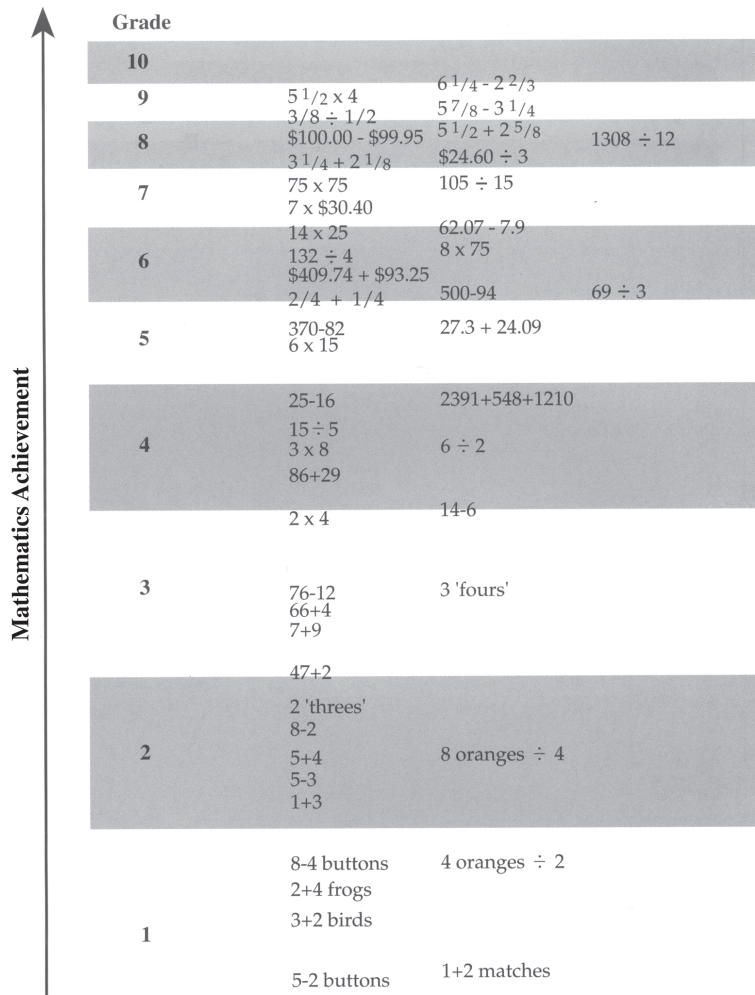 Grade
10
6 1/4 - 2 2/3
9 5 1/2 x 4 5 7/8 - 3 1/4
3/8 ÷ 1/2
8 $100.00 - $99.95 5 1/2 + 2 5/8 1308 ÷ 12
3 1/4 + 2 1/8 $24.60 ÷ 3
7 75 x 75 105 ÷ 15
7 x $30.40
14 x 25 62.07 - 7.9
6 132 ÷ 4 8 x 75
$409.74 + $93.25
2/4 + 1/4 500-94 69 ÷ 3
5 370-82 27.3 + 24.09
6 x 15
25-16 2391+548+1210
15 ÷ 5
4 3 x 8 6 ÷ 2
86+29
2 x 4 14-6
3 76-12 3 'fours'
66+4
7+9
47+2
2 'threes'
8-2
2 5+4 8 oranges ÷ 4
5-3
1+3
8-4 buttons 4 oranges ÷ 2
2+4 frogs
3+2 birds
1
5-2 buttons 1+2 matches
Mathematics Achievement